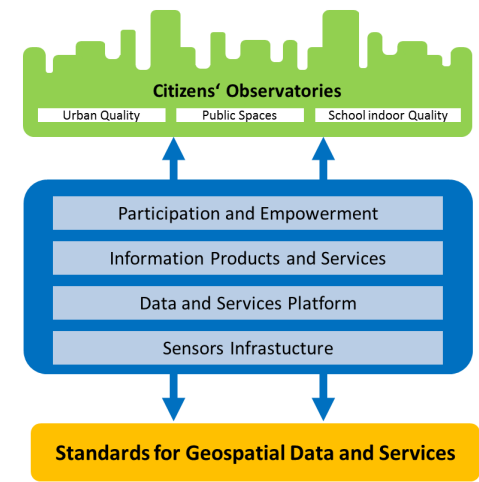 Citizens‘ Observatories
Urban Quality
Public Spaces
School indoor Quality
Participation and Empowerment
Information Products and Services
Data and Services Platform
Sensors Infrastucture
Standards for Geospatial Data and Services